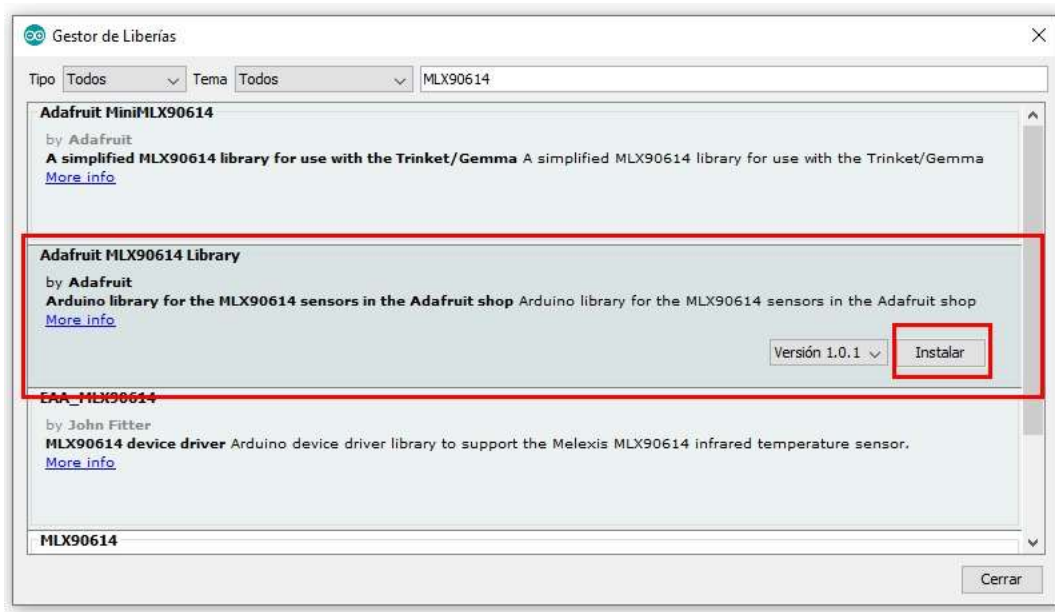 Gestor de Liberías
Tipo Todos Tema Todos MLX90614
Adafruit MiniMLX90614
by Adafruit
A simplified MLX90614 library for use with the Trinket/Gemma A simplified MLX90614 library for use with the Trinket/Gemma
More info
Adafruit MLX90614 Library
by Adafruit
Arduino library for the MLX90614 sensors in the Adafruit shop Arduino library for the MLX90614 sensors in the Adafruit shop
More info
Versión 1.0.1 Instalar
EAA_MLX90614
by John Fitter
MLX90614 device driver Arduino device driver library to support the Melexis MLX90614 infrared temperature sensor.
More info
MLX90614
Cerrar